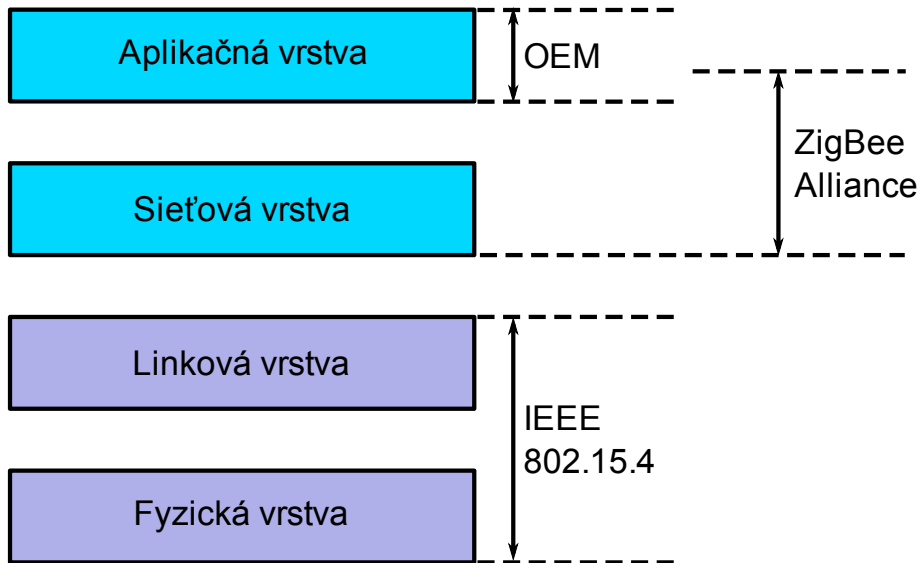 Aplikačná vrstva
OEM
ZigBee
Alliance
Sieťová vrstva
Linková vrstva
IEEE
802.15.4
Fyzická vrstva